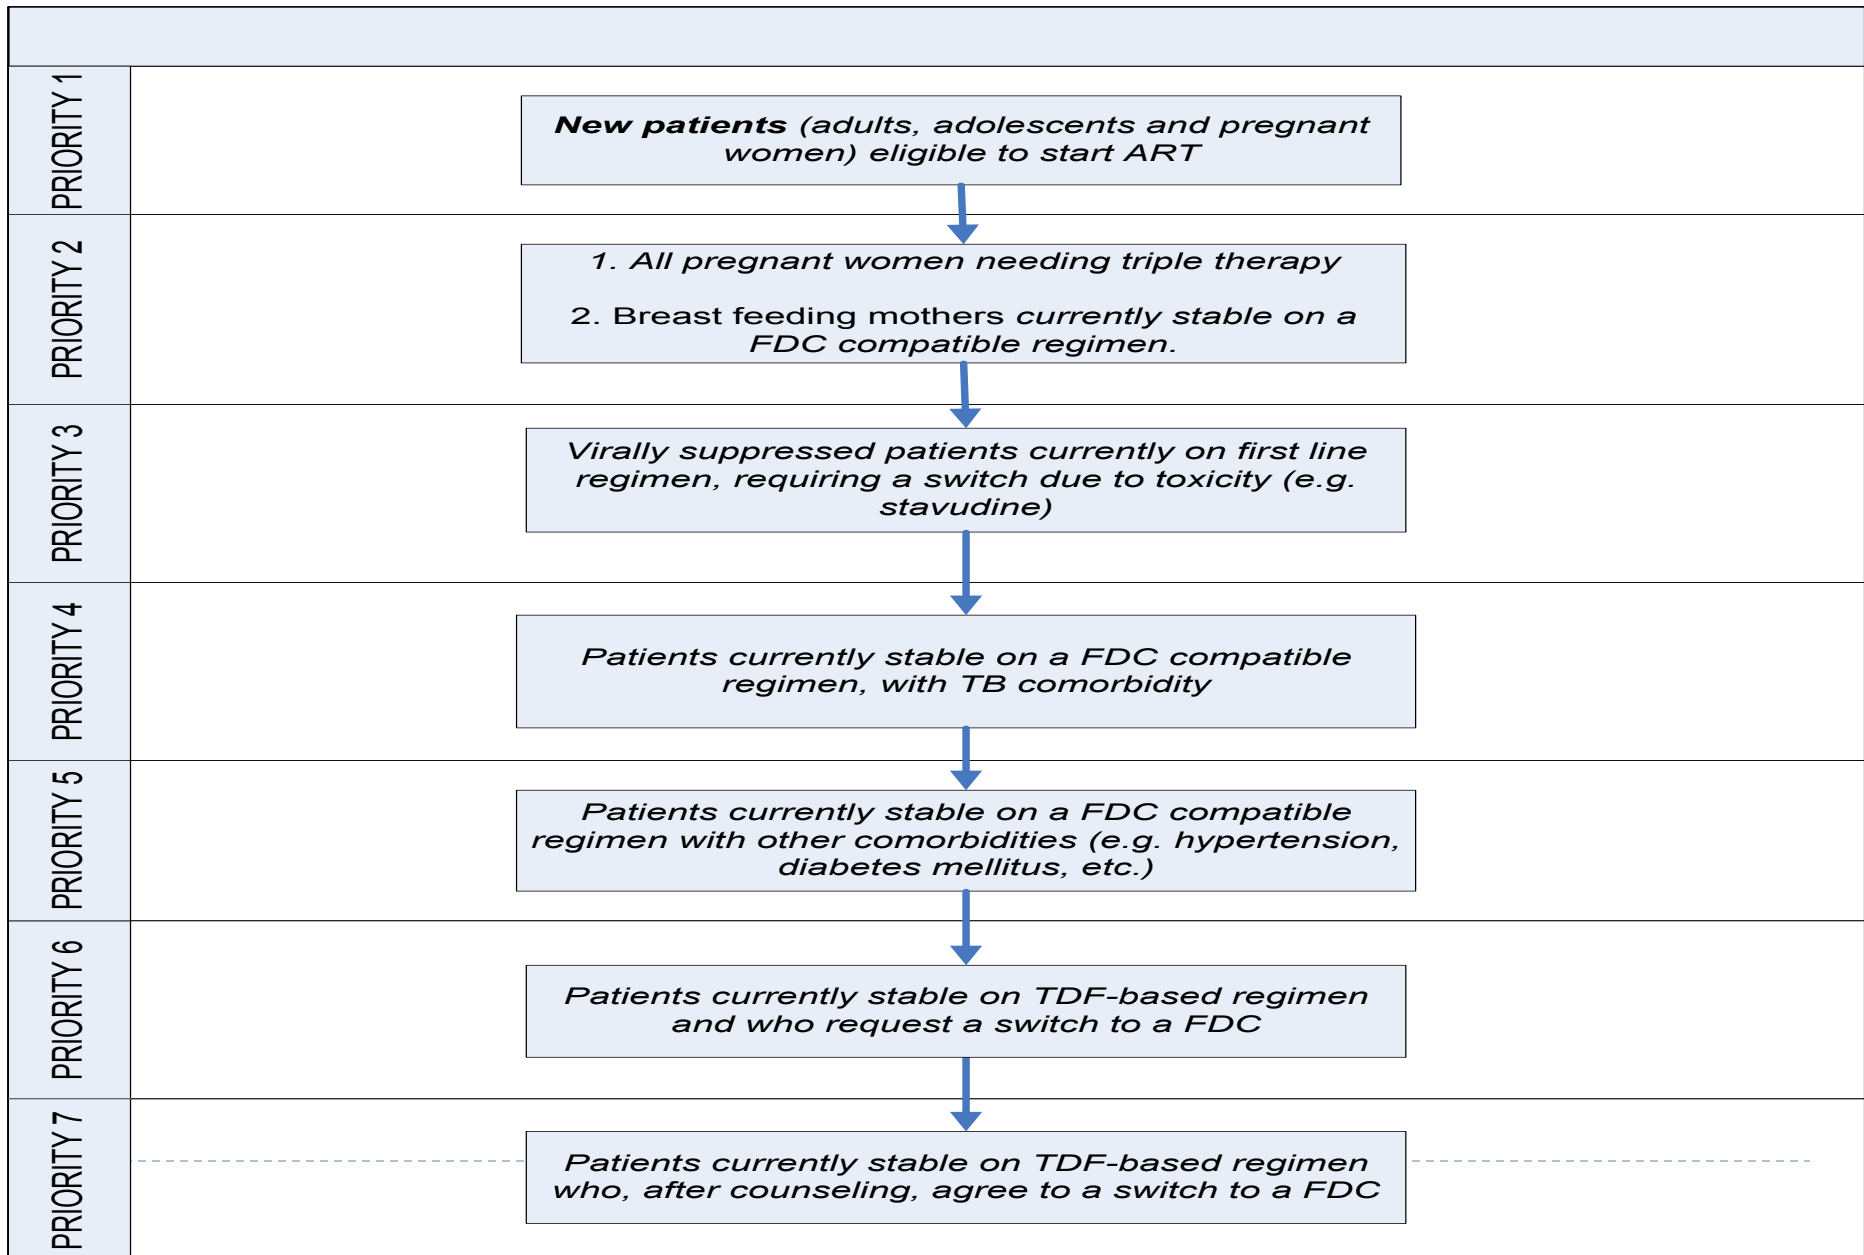 PRIORITY 1
New patients (adults, adolescents and pregnant
women) eligible to start ART
PRIORITY 2
1. All pregnant women needing triple therapy
2. Breast feeding mothers currently stable on a
FDC compatible regimen.
PRIORITY 3
Virally suppressed patients currently on first line
regimen, requiring a switch due to toxicity (e.g.
stavudine)
PRIORITY 4
Patients currently stable on a FDC compatible
regimen, with TB comorbidity
PRIORITY 5
Patients currently stable on a FDC compatible
regimen with other comorbidities (e.g. hypertension,
diabetes mellitus, etc.)
PRIORITY 6
Patients currently stable on TDF-based regimen
and who request a switch to a FDC
PRIORITY 7
Patients currently stable on TDF-based regimen
who, after counseling, agree to a switch to a FDC